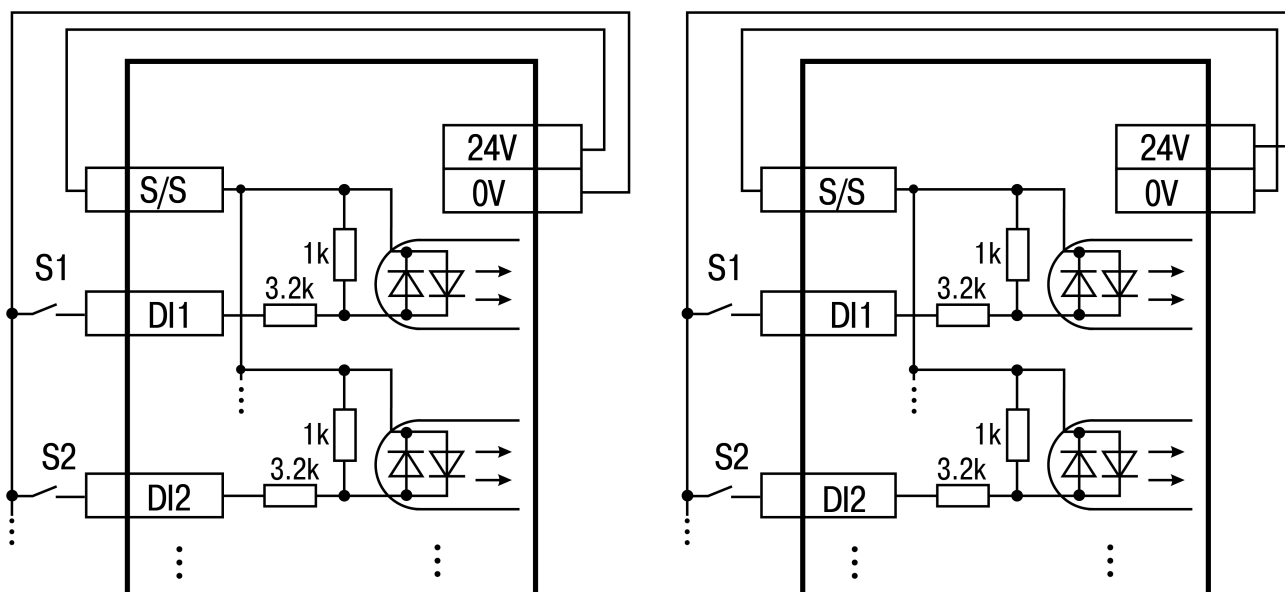 24V
S/S
0V
S1
1k
3.2k
DI1
1k
S2
3.2k
DI2
24V
S/S
0V
S1
1k
3.2k
DI1
1k
S2
3.2k
DI2